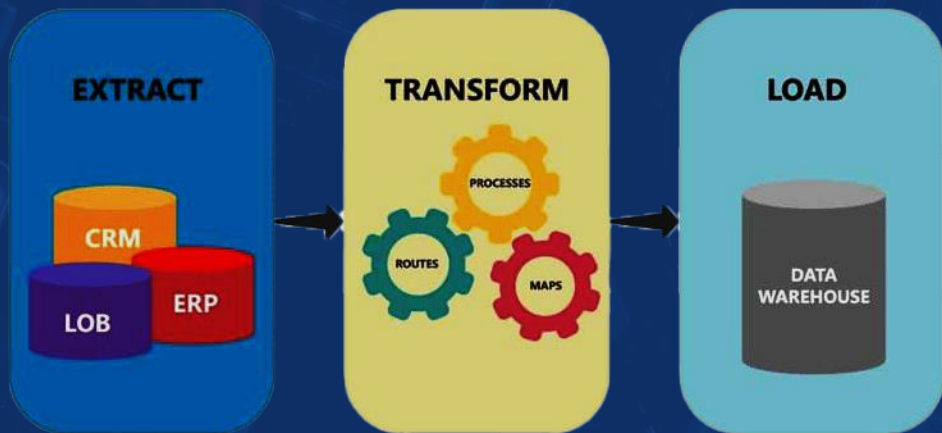 EXTRACT
CRM
LOB
ERP
TRANSFORM
PROCESSES
ROUTES
MAPS
LOAD
DATA
WAREHOUSE